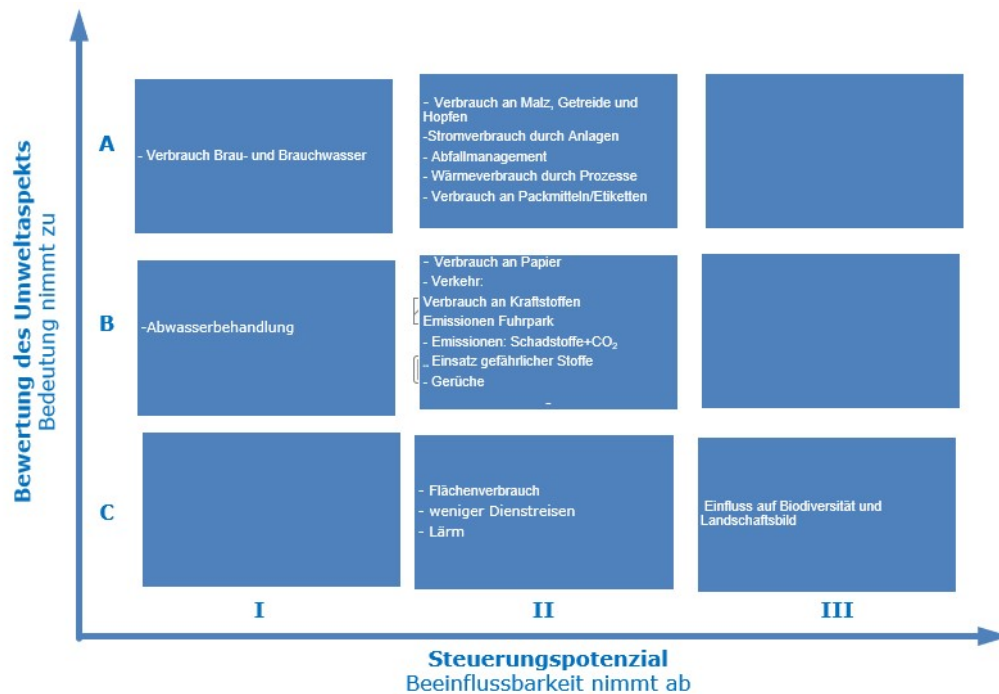 Bewertung des Umweltaspekts
Bedeutung nimmt zu
A
- Verbrauch Brau- und Brauchwasser
- Verbrauch an Malz, Getreide und
Hopfen
-Stromverbrauch durch Anlagen
- Abfallmanagement
- Wärmeverbrauch durch Prozesse
- Verbrauch an Packmitteln/Etiketten
B
-Abwasserbehandlung
- Verbrauch an Papier
- Verkehr:
Verbrauch an Kraftstoffen
Emissionen Fuhrpark
- Emissionen: Schadstoffe+CO₂
- Einsatz gefährlicher Stoffe
- Gerüche
-
C
- Flächenverbrauch
- weniger Dienstreisen
- Lärm
Einfluss auf Biodiversität und
Landschaftsbild
I
II
III
Steuerungspotenzial
Beeinflussbarkeit nimmt ab